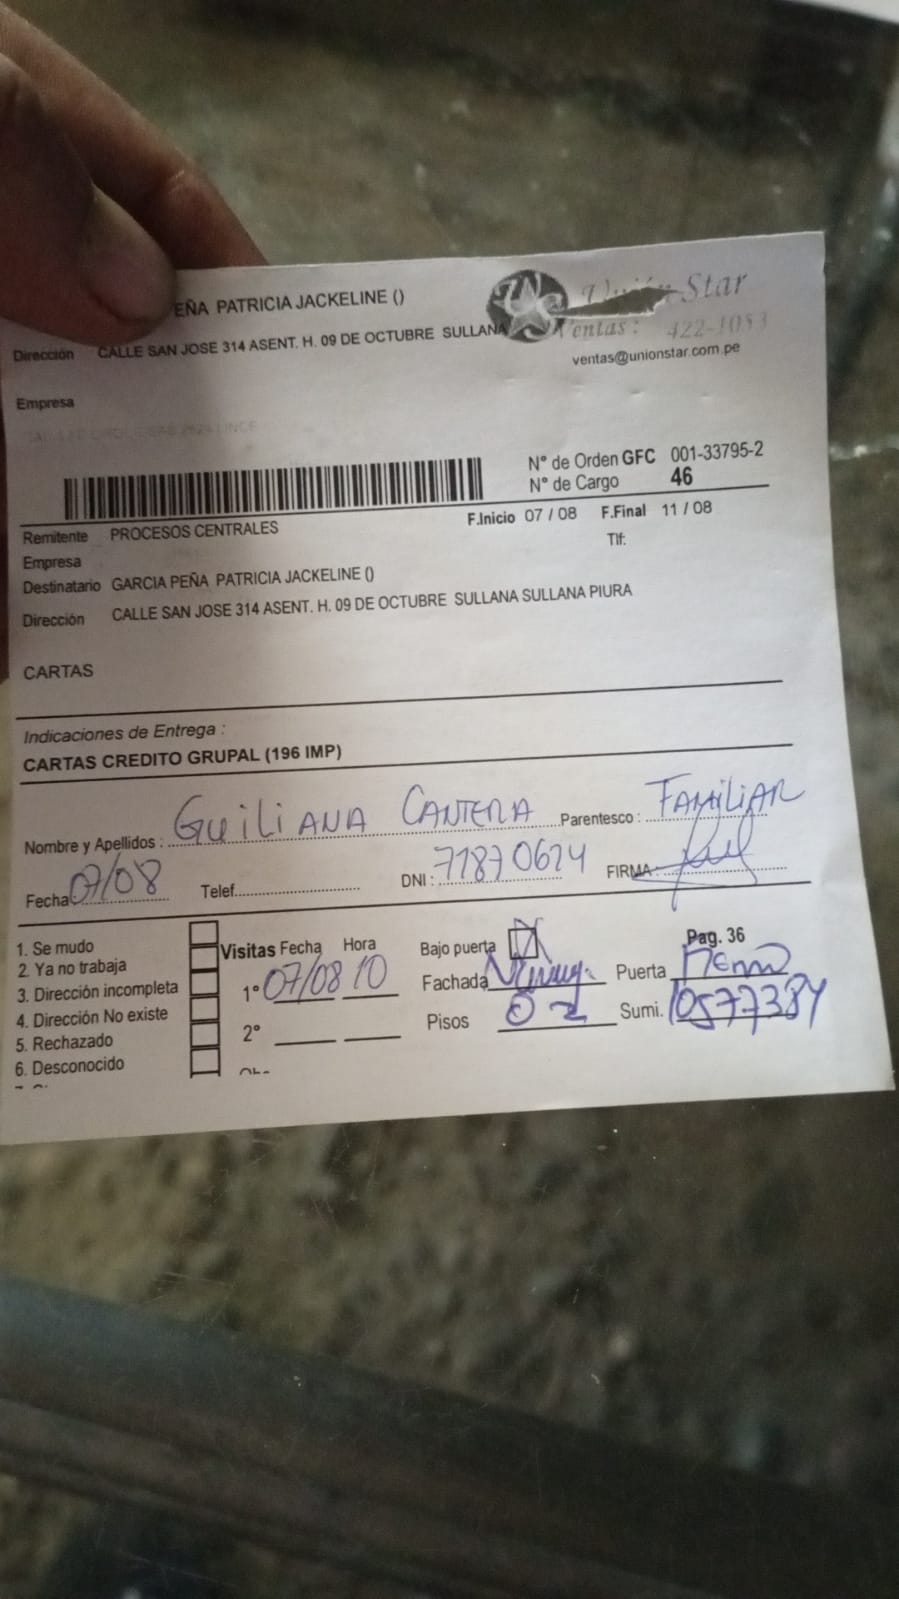 PEÑA PATRICIA JACKELINE ()
Unión Star
Dirección CALLE SAN JOSE 314 ASENT. H. 09 DE OCTUBRE SULLANA
Ventas: 422-1053
ventas@unionstar.com.pe
Empresa
N° de Orden GFC 001-33795-2
N° de Cargo 46
Remitente PROCESOS CENTRALES
F.Inicio 07 / 08 F.Final 11 / 08
Empresa
Tlf:
Destinatario GARCIA PEÑA PATRICIA JACKELINE ()
Dirección CALLE SAN JOSE 314 ASENT. H. 09 DE OCTUBRE SULLANA SULLANA PIURA
CARTAS
Indicaciones de Entrega :
CARTAS CREDITO GRUPAL (196 IMP)
Nombre y Apellidos : GUILIANA CANTERA Parentesco : FAMILIAR
Fecha 07/08 Telef. DNI : 71870624 FIRMA
1. Se mudo
2. Ya no trabaja
3. Dirección incompleta
4. Dirección No existe
5. Rechazado
6. Desconocido
Visitas Fecha Hora
1° 07/08 10
2°
Bajo puerta X Pag. 36
Fachada Puerta
Pisos 02 Sumi. 10577384